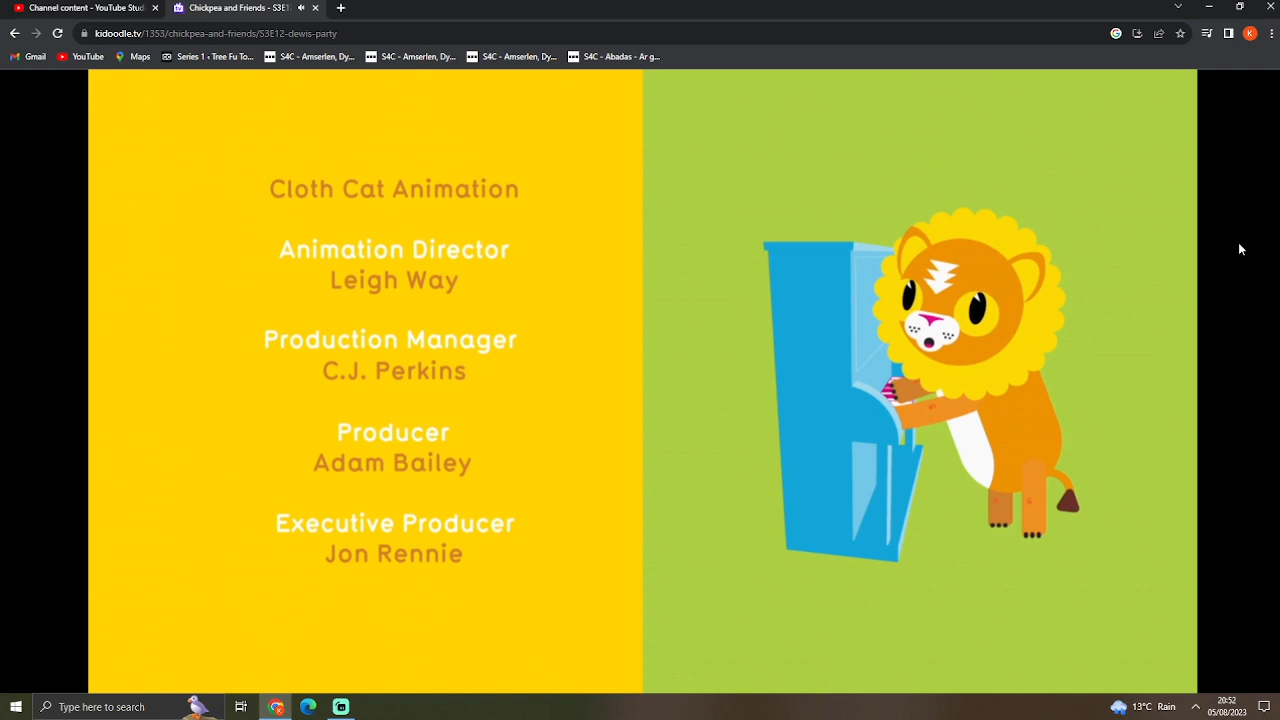 Channel content - YouTube Studi
Chickpea and Friends - S3E1
kidoodle.tv/1353/chickpea-and-friends/S3E12-dewis-party
Gmail
YouTube
Maps
Series 1 - Tree Fu To...
S4C - Amserlen, Dy...
S4C - Amserlen, Dy...
S4C - Amserlen, Dy...
S4C - Abadas - Ar g...
Cloth Cat Animation
Animation Director
Leigh Way
Production Manager
C.J. Perkins
Producer
Adam Bailey
Executive Producer
Jon Rennie
Type here to search
13°C Rain
20:52
05/08/2023